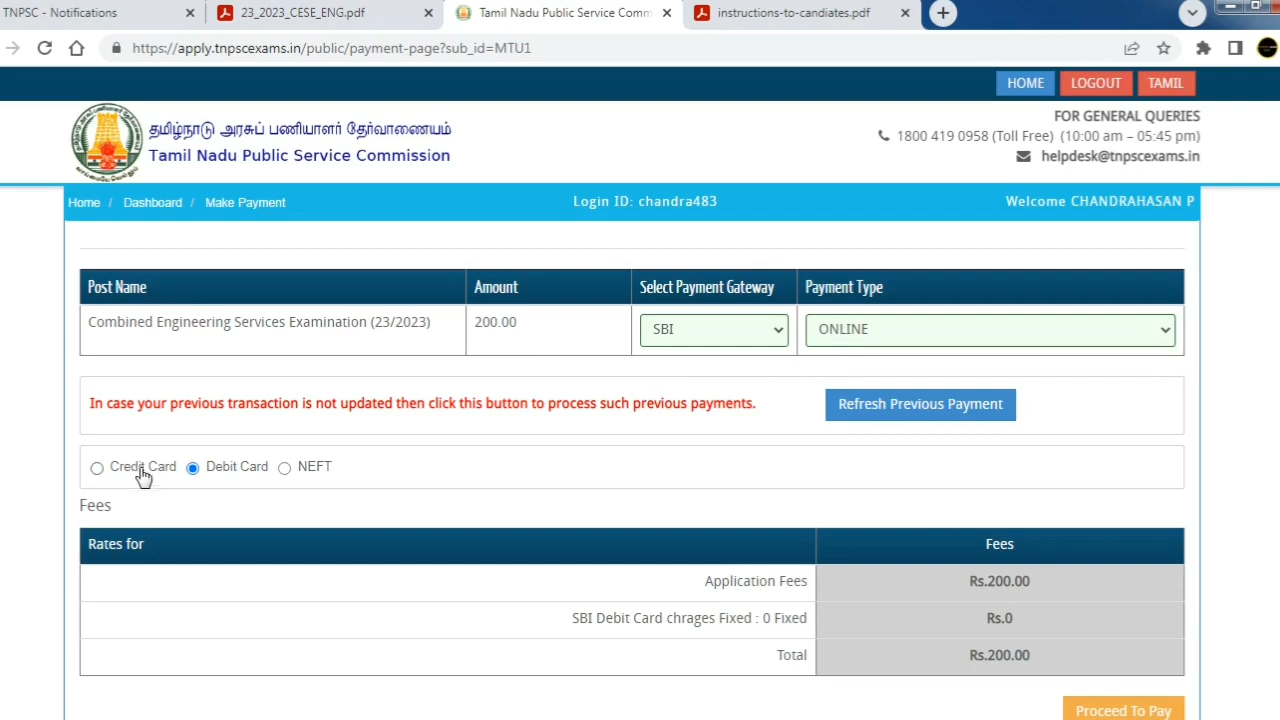 TNPSC - Notifications
23_2023_CESE_ENG.pdf
Tamil Nadu Public Service Comm
instructions-to-candiates.pdf
https://apply.tnpscexams.in/public/payment-page?sub_id=MTU1
HOME
LOGOUT
TAMIL
தமிழ்நாடு அரசுப் பணியாளர் தேர்வாணையம்
Tamil Nadu Public Service Commission
FOR GENERAL QUERIES
1800 419 0958 (Toll Free) (10:00 am – 05:45 pm)
helpdesk@tnpscexams.in
Home / Dashboard / Make Payment
Login ID: chandra483
Welcome CHANDRAHASAN P
Post Name
Amount
Select Payment Gateway
Payment Type
Combined Engineering Services Examination (23/2023)
200.00
SBI
ONLINE
In case your previous transaction is not updated then click this button to process such previous payments.
Refresh Previous Payment
Credit Card
Debit Card
NEFT
Fees
Rates for
Fees
Application Fees
Rs.200.00
SBI Debit Card chrages Fixed : 0 Fixed
Rs.0
Total
Rs.200.00
Proceed To Pay